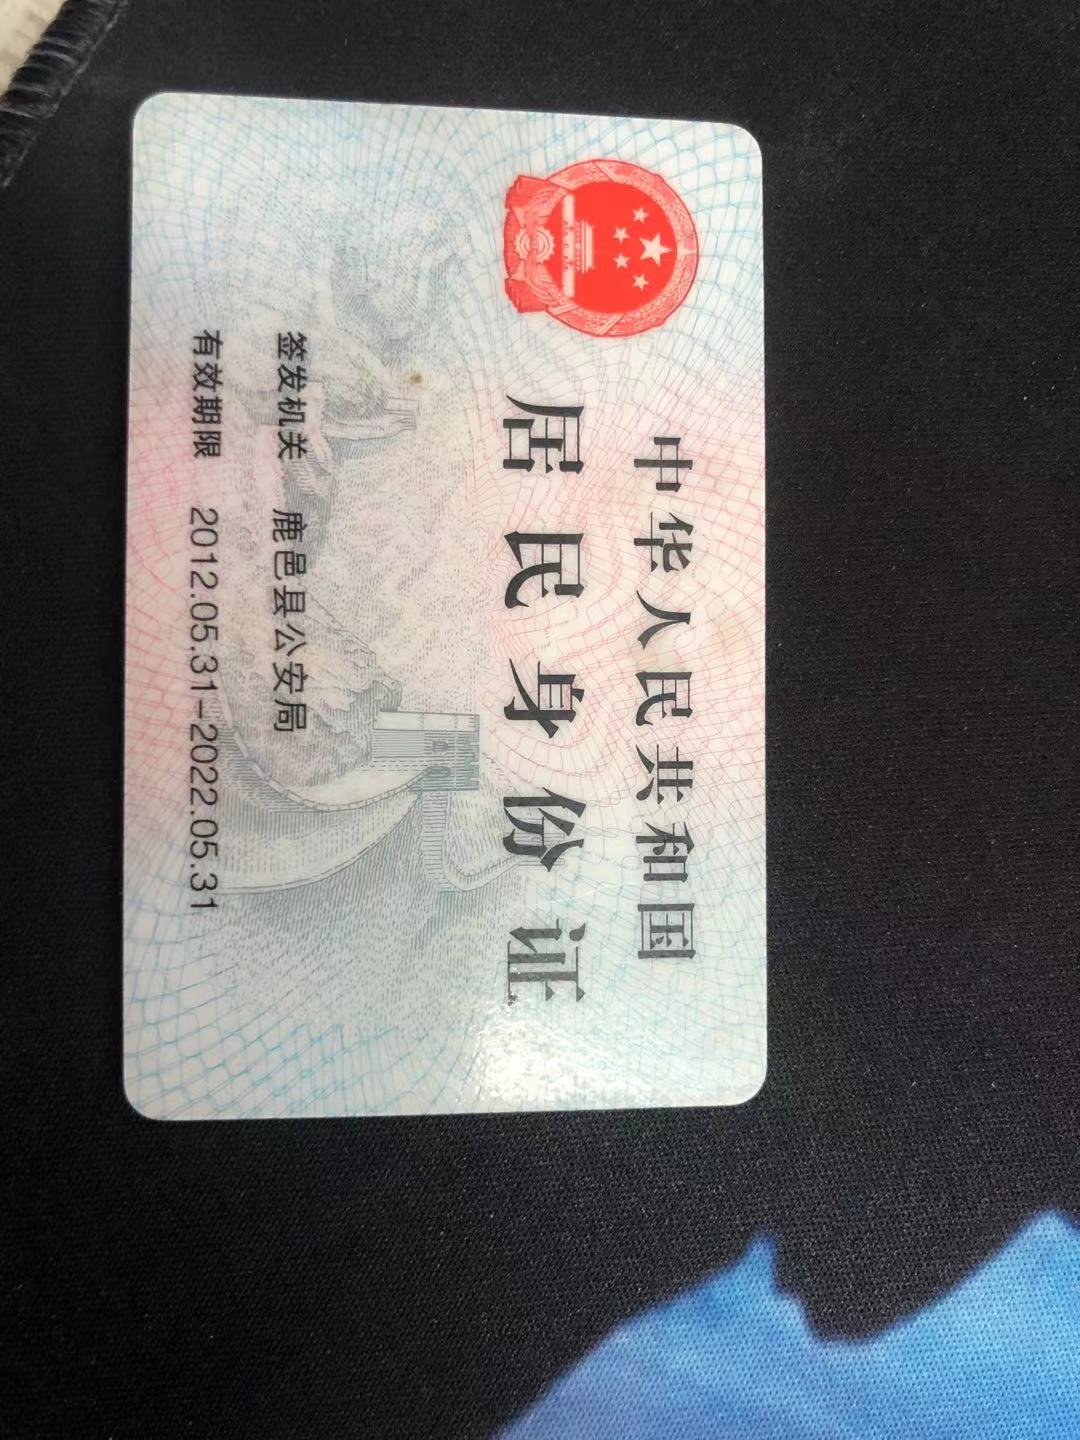 中华人民共和国
居民身份证
签发机关 鹿邑县公安局
有效期限 2012.05.31-2022.05.31